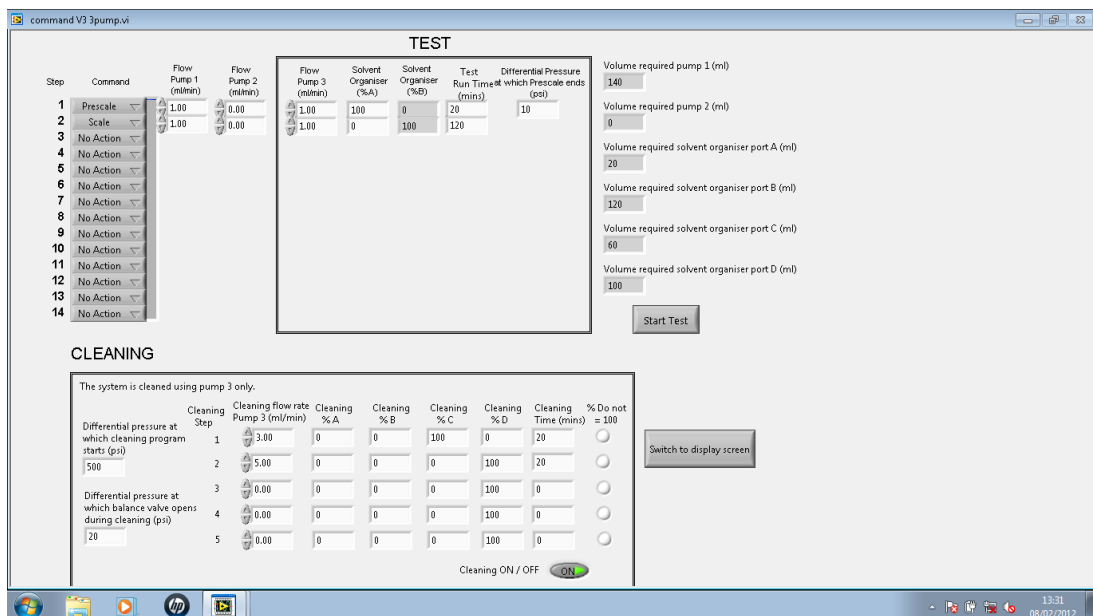 command V3 3pump.vi
TEST
Step Command Flow Pump 1 (ml/min) Flow Pump 2 (ml/min) Flow Pump 3 (ml/min) Solvent Organiser (%A) Solvent Organiser (%B) Test Run Time (mins) Differential Pressure at which Prescale ends (psi)
1 Prescale 1.00 0.00 1.00 100 0 20 10
2 Scale 1.00 0.00 1.00 0 100 120
3 No Action
4 No Action
5 No Action
6 No Action
7 No Action
8 No Action
9 No Action
10 No Action
11 No Action
12 No Action
13 No Action
14 No Action
Volume required pump 1 (ml)
140
Volume required pump 2 (ml)
0
Volume required solvent organiser port A (ml)
20
Volume required solvent organiser port B (ml)
120
Volume required solvent organiser port C (ml)
60
Volume required solvent organiser port D (ml)
100
Start Test
CLEANING
The system is cleaned using pump 3 only.
Differential pressure at
which cleaning program
starts (psi)
500
Differential pressure at
which balance valve opens
during cleaning (psi)
20
Cleaning Step Cleaning flow rate Pump 3 (ml/min) Cleaning %A Cleaning %B Cleaning %C Cleaning %D Cleaning Time (mins) % Do not = 100
1 3.00 0 0 100 0 20
2 5.00 0 0 0 100 20
3 0.00 0 0 0 100 0
4 0.00 0 0 0 100 0
5 0.00 0 0 0 100 0
Cleaning ON / OFF ON
Switch to display screen
hp
13:31
08/02/2012